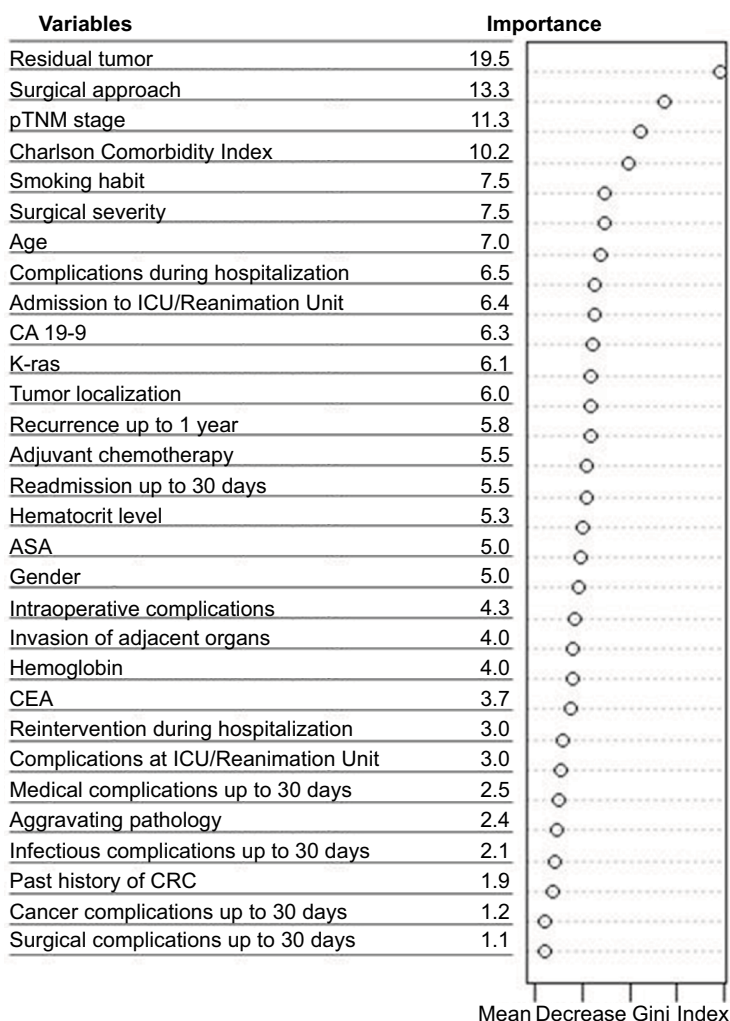 Variables Importance
Residual tumor 19.5
Surgical approach 13.3
pTNM stage 11.3
Charlson Comorbidity Index 10.2
Smoking habit 7.5
Surgical severity 7.5
Age 7.0
Complications during hospitalization 6.5
Admission to ICU/Reanimation Unit 6.4
CA 19-9 6.3
K-ras 6.1
Tumor localization 6.0
Recurrence up to 1 year 5.8
Adjuvant chemotherapy 5.5
Readmission up to 30 days 5.5
Hematocrit level 5.3
ASA 5.0
Gender 5.0
Intraoperative complications 4.3
Invasion of adjacent organs 4.0
Hemoglobin 4.0
CEA 3.7
Reintervention during hospitalization 3.0
Complications at ICU/Reanimation Unit 3.0
Medical complications up to 30 days 2.5
Aggravating pathology 2.4
Infectious complications up to 30 days 2.1
Past history of CRC 1.9
Cancer complications up to 30 days 1.2
Surgical complications up to 30 days 1.1
Mean Decrease Gini Index